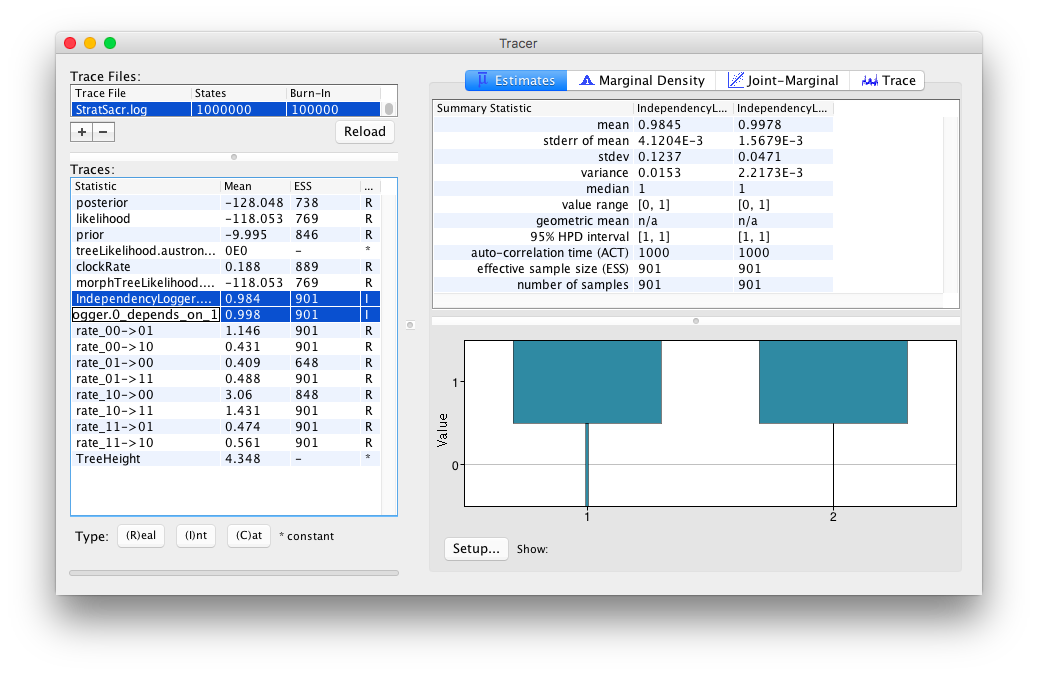 Tracer
Trace Files:
Trace File States Burn-In
StratSacr.log 1000000 100000
+ − Reload
Traces:
Statistic Mean ESS ...
posterior -128.048 738 R
likelihood -118.053 769 R
prior -9.995 846 R
treeLikelihood.austron... 0E0 - *
clockRate 0.188 889 R
morphTreeLikelihood.... -118.053 769 R
IndependencyLogger.... 0.984 901 I
ogger.0_depends_on_1 0.998 901 I
rate_00->01 1.146 901 R
rate_00->10 0.431 901 R
rate_01->00 0.409 648 R
rate_01->11 0.488 901 R
rate_10->00 3.06 848 R
rate_10->11 1.431 901 R
rate_11->01 0.474 901 R
rate_11->10 0.561 901 R
TreeHeight 4.348 - *
Type: (R)eal (I)nt (C)at * constant
Estimates Marginal Density Joint-Marginal Trace
Summary Statistic IndependencyL... IndependencyL...
mean 0.9845 0.9978
stderr of mean 4.1204E-3 1.5679E-3
stdev 0.1237 0.0471
variance 0.0153 2.2173E-3
median 1 1
value range [0, 1] [0, 1]
geometric mean n/a n/a
95% HPD interval [1, 1] [1, 1]
auto-correlation time (ACT) 1000 1000
effective sample size (ESS) 901 901
number of samples 901 901
Value
1
0
1 2
Setup... Show: